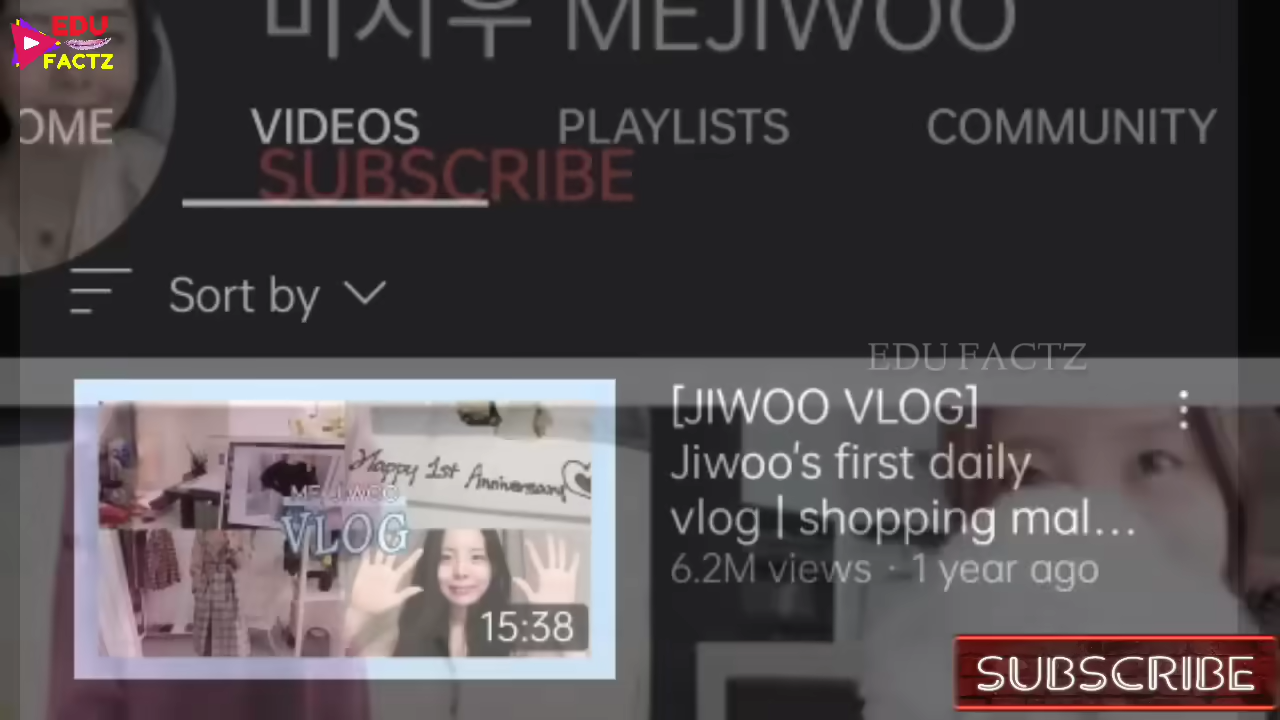 EDU
FACTZ
미지우 MEJIWOO
OME
VIDEOS
PLAYLISTS
COMMUNITY
SUBSCRIBE
Sort by
EDU FACTZ
[JIWOO VLOG]
Jiwoo's first daily
vlog | shopping mal...
6.2M views · 1 year ago
Happy 1st Anniversary
MEJIWOO
VLOG
15:38
SUBSCRIBE